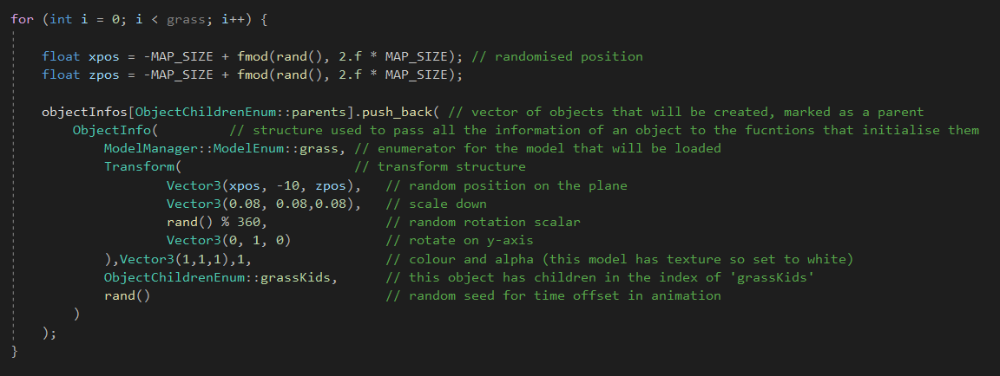 for (int i = 0; i < grass; i++) {
float xpos = -MAP_SIZE + fmod(rand(), 2.f * MAP_SIZE); // randomised position
float zpos = -MAP_SIZE + fmod(rand(), 2.f * MAP_SIZE);
objectInfos[ObjectChildrenEnum::parents].push_back( // vector of objects that will be created, marked as a parent
ObjectInfo( // structure used to pass all the information of an object to the fucntions that initialise them
ModelManager::ModelEnum::grass, // enumerator for the model that will be loaded
Transform( // transform structure
Vector3(xpos, -10, zpos), // random position on the plane
Vector3(0.08, 0.08,0.08), // scale down
rand() % 360, // random rotation scalar
Vector3(0, 1, 0) // rotate on y-axis
),Vector3(1,1,1),1, // colour and alpha (this model has texture so set to white)
ObjectChildrenEnum::grassKids, // this object has children in the index of 'grassKids'
rand() // random seed for time offset in animation
)
);
}